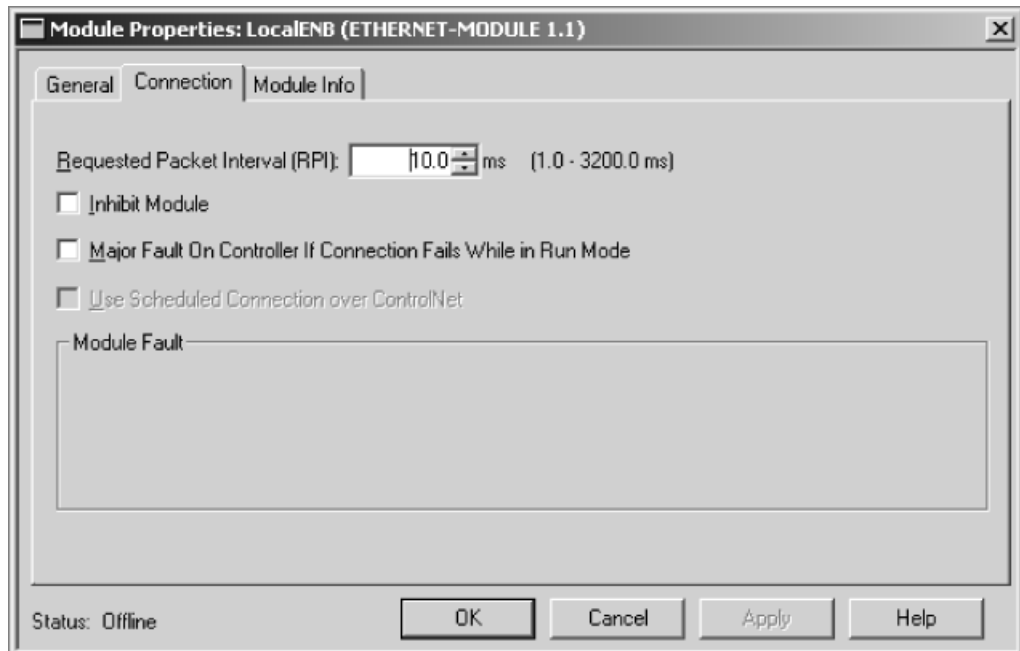 Module Properties: LocalENB (ETHERNET-MODULE 1.1)
General Connection Module Info
Requested Packet Interval (RPI): 10.0 ms (1.0 - 3200.0 ms)
Inhibit Module
Major Fault On Controller If Connection Fails While in Run Mode
Use Scheduled Connection over ControlNet
Module Fault
Status: Offline OK Cancel Apply Help